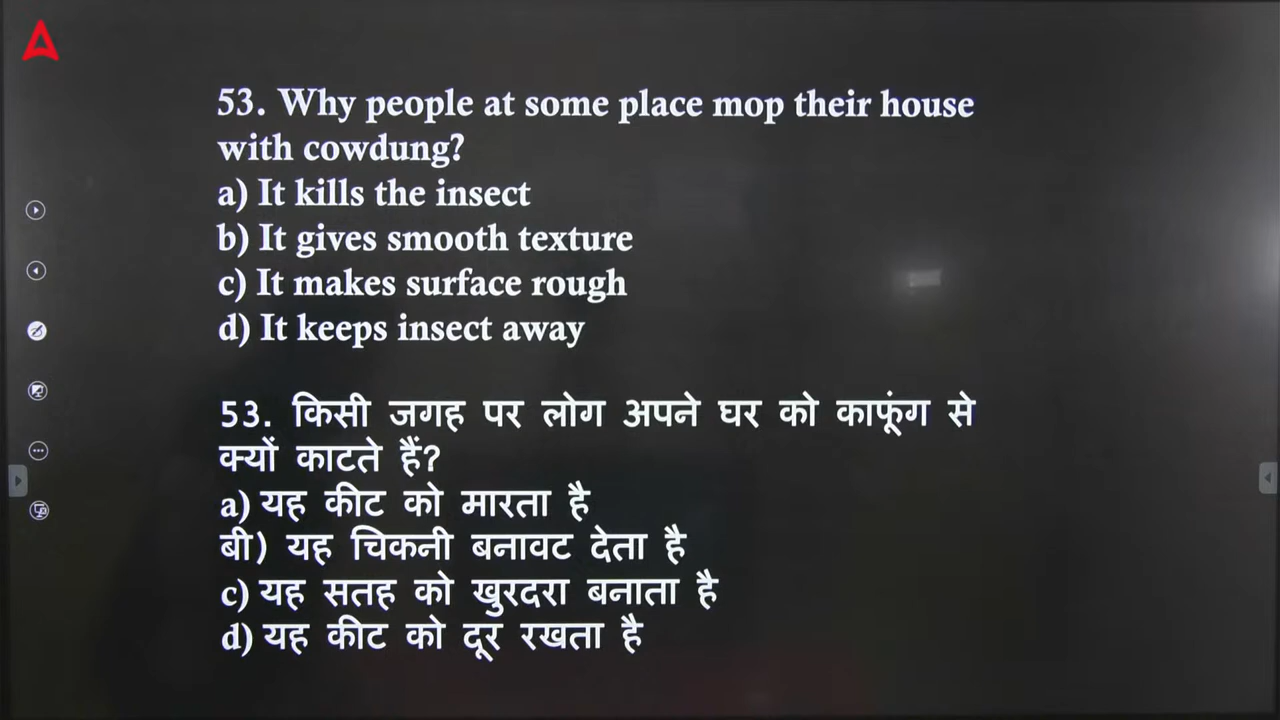 53. Why people at some place mop their house
with cowdung?
a) It kills the insect
b) It gives smooth texture
c) It makes surface rough
d) It keeps insect away
53. किसी जगह पर लोग अपने घर को काफूंग से
क्यों काटते हैं?
a) यह कीट को मारता है
बी) यह चिकनी बनावट देता है
c) यह सतह को खुरदरा बनाता है
d) यह कीट को दूर रखता है